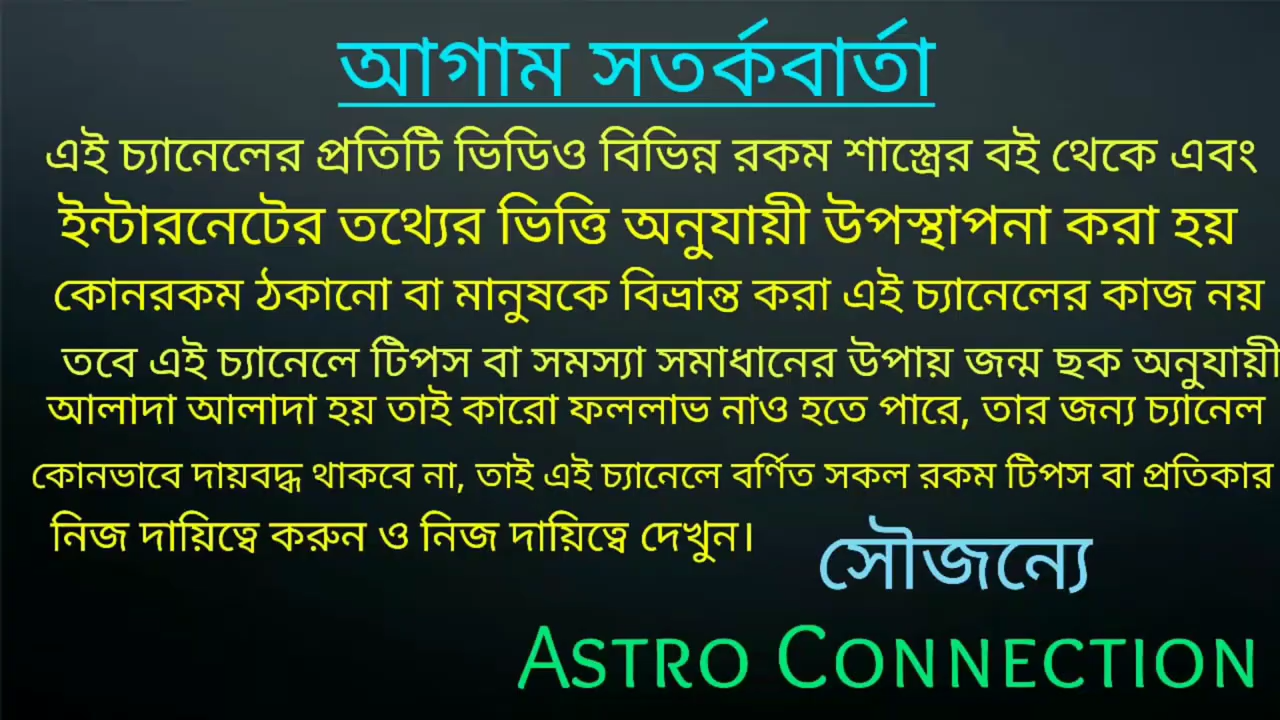 আগাম সতর্কবার্তা
এই চ্যানেলের প্রতিটি ভিডিও বিভিন্ন রকম শাস্ত্রের বই থেকে এবং
ইন্টারনেটের তথ্যের ভিত্তি অনুযায়ী উপস্থাপনা করা হয়
কোনরকম ঠকানো বা মানুষকে বিভ্রান্ত করা এই চ্যানেলের কাজ নয়
তবে এই চ্যানেলে টিপস বা সমস্যা সমাধানের উপায় জন্ম ছক অনুযায়ী
আলাদা আলাদা হয় তাই কারো ফললাভ নাও হতে পারে, তার জন্য চ্যানেল
কোনভাবে দায়বদ্ধ থাকবে না, তাই এই চ্যানেলে বর্ণিত সকল রকম টিপস বা প্রতিকার
নিজ দায়িত্বে করুন ও নিজ দায়িত্বে দেখুন।
সৌজন্যে
ASTRO CONNECTION